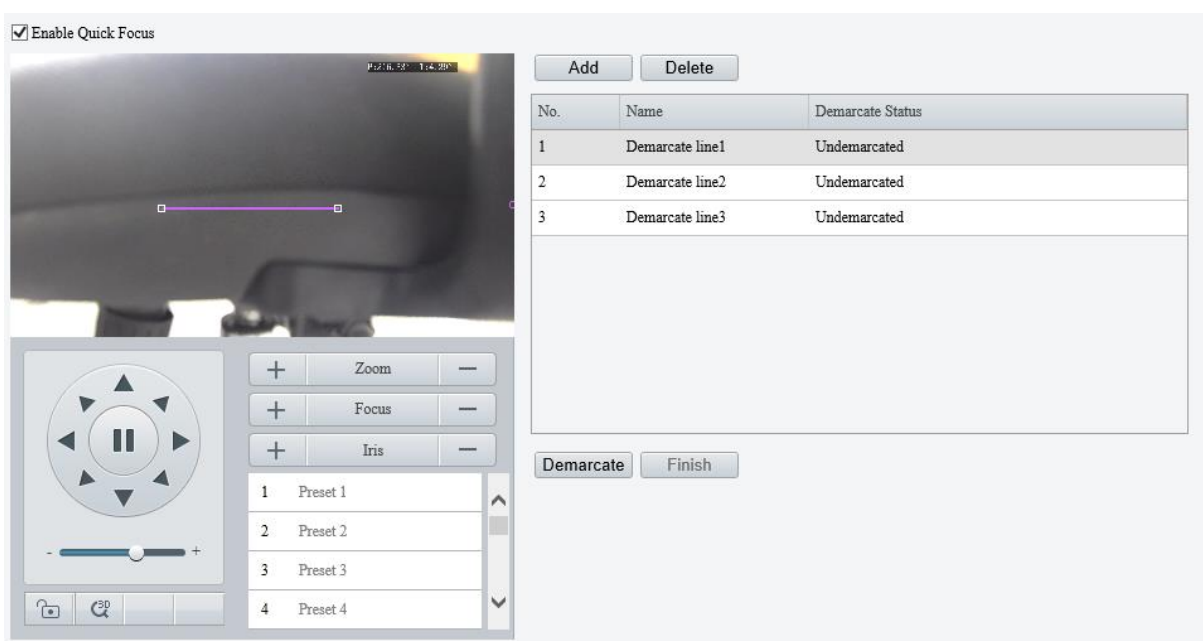 Enable Quick Focus
Add Delete
No. Name Demarcate Status
1 Demarcate line1 Undemarcated
2 Demarcate line2 Undemarcated
3 Demarcate line3 Undemarcated
Zoom
Focus
Iris
1 Preset 1
2 Preset 2
3 Preset 3
4 Preset 4
- +
3D
Demarcate Finish